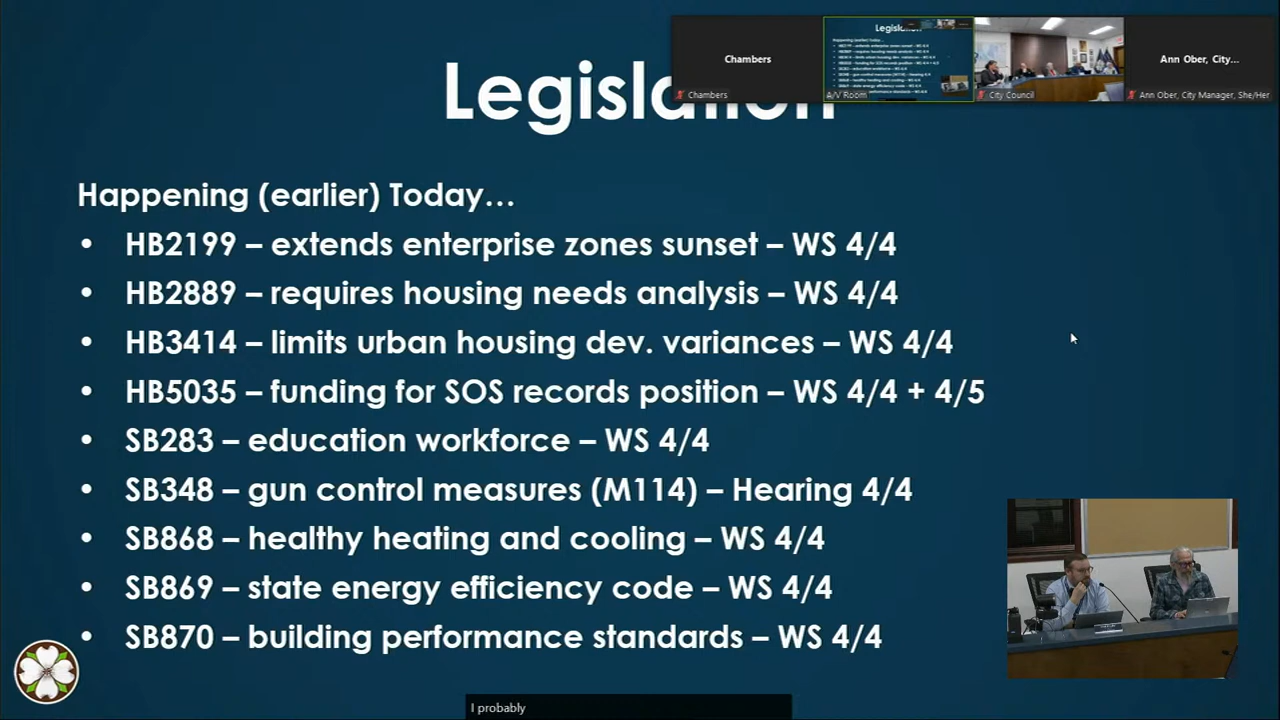 Legislation
Chambers
Chambers
A/V Room
City Council
Ann Ober, City...
Ann Ober, City Manager, She/Her
Happening (earlier) Today...
• HB2199 – extends enterprise zones sunset – WS 4/4
• HB2889 – requires housing needs analysis – WS 4/4
• HB3414 – limits urban housing dev. variances – WS 4/4
• HB5035 – funding for SOS records position – WS 4/4 + 4/5
• SB283 – education workforce – WS 4/4
• SB348 – gun control measures (M114) – Hearing 4/4
• SB868 – healthy heating and cooling – WS 4/4
• SB869 – state energy efficiency code – WS 4/4
• SB870 – building performance standards – WS 4/4
I probably